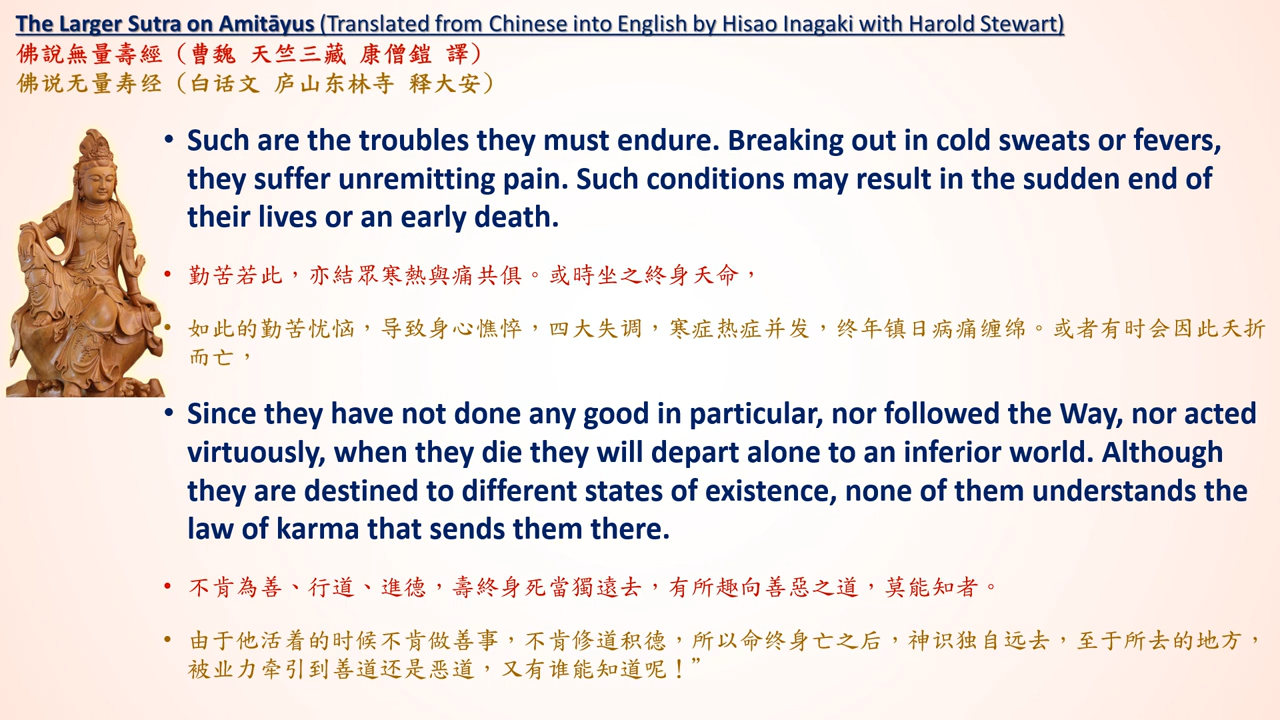 The Larger Sutra on Amitāyus (Translated from Chinese into English by Hisao Inagaki with Harold Stewart)
佛說無量壽經（曹魏 天竺三藏 康僧鎧 譯）
佛说无量寿经（白话文 庐山东林寺 释大安）
• Such are the troubles they must endure. Breaking out in cold sweats or fevers,
they suffer unremitting pain. Such conditions may result in the sudden end of
their lives or an early death.
• 勤苦若此，亦結眾寒熱與痛共俱。或時坐之終身夭命，
• 如此的勤苦忧恼，导致身心憔悴，四大失调，寒症热症并发，终年镇日病痛缠绵。或者有时会因此夭折
而亡，
• Since they have not done any good in particular, nor followed the Way, nor acted
virtuously, when they die they will depart alone to an inferior world. Although
they are destined to different states of existence, none of them understands the
law of karma that sends them there.
• 不肯為善、行道、進德，壽終身死當獨遠去，有所趣向善惡之道，莫能知者。
• 由于他活着的时候不肯做善事，不肯修道积德，所以命终身亡之后，神识独自远去，至于所去的地方，
被业力牵引到善道还是恶道，又有谁能知道呢！”